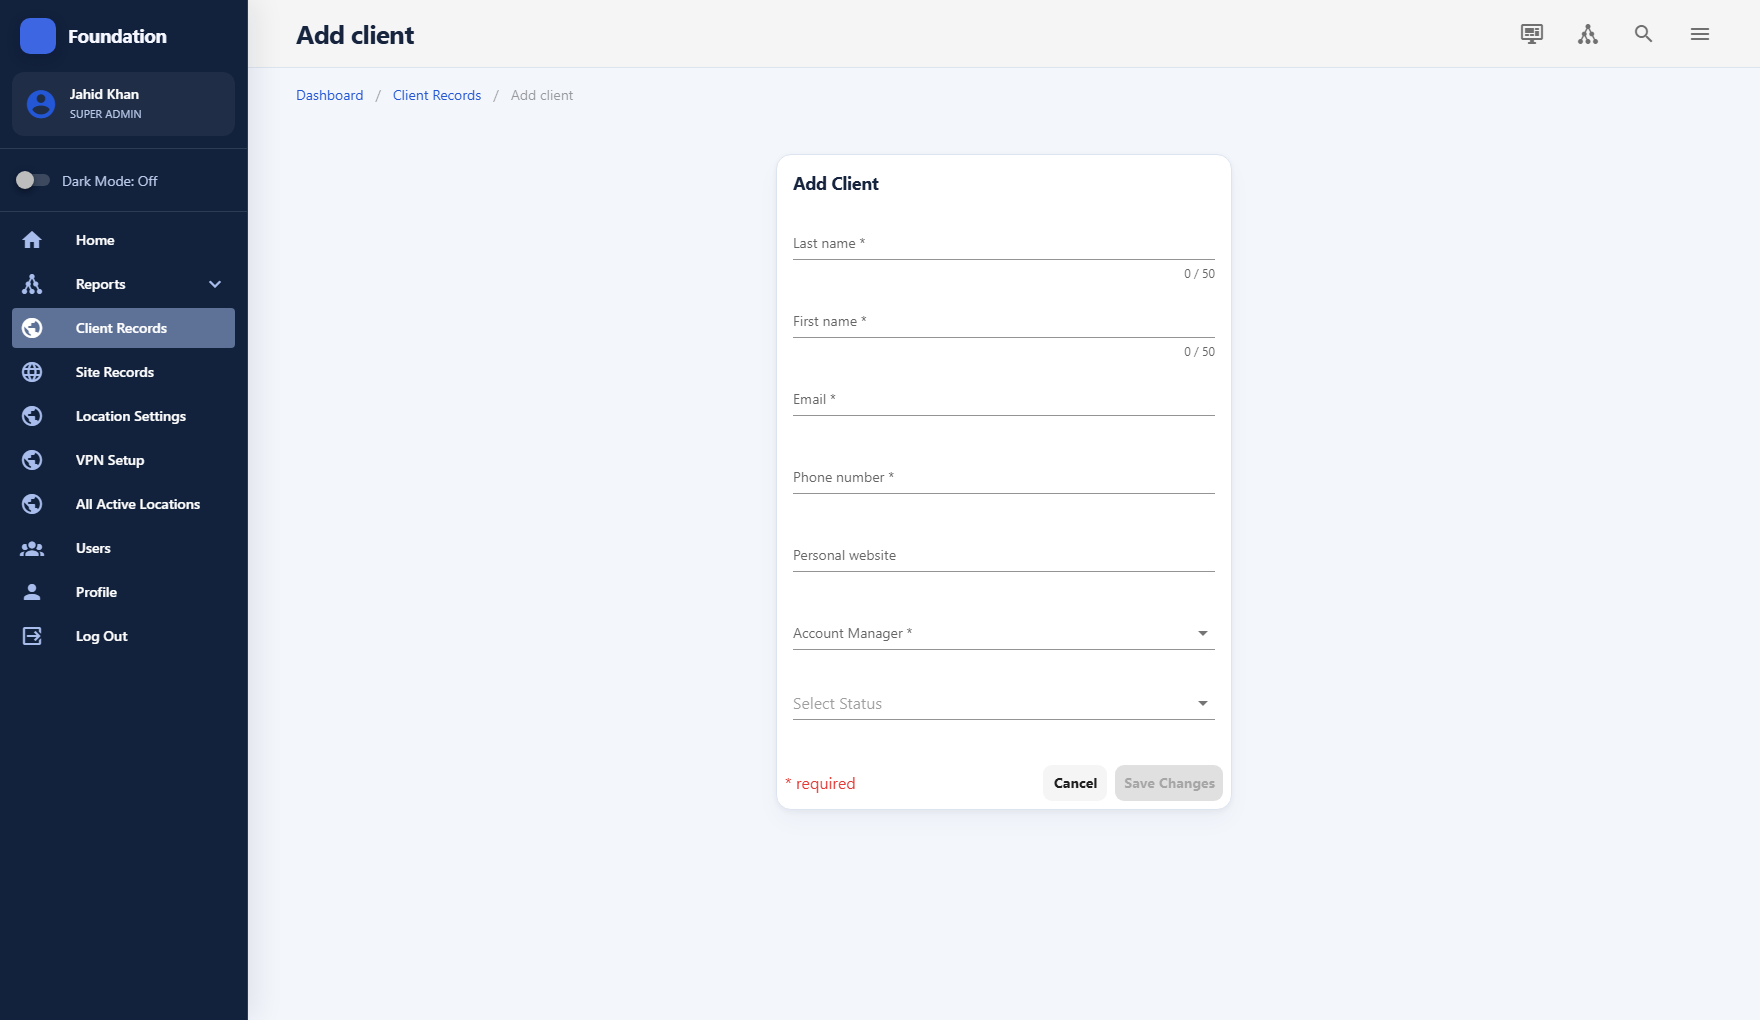 Foundation
Jahid Khan
SUPER ADMIN
Dark Mode: Off
Home
Reports
Client Records
Site Records
Location Settings
VPN Setup
All Active Locations
Users
Profile
Log Out
Add client
Dashboard / Client Records / Add client
Add Client
Last name *
0 / 50
First name *
0 / 50
Email *
Phone number *
Personal website
Account Manager *
Select Status
* required
Cancel
Save Changes